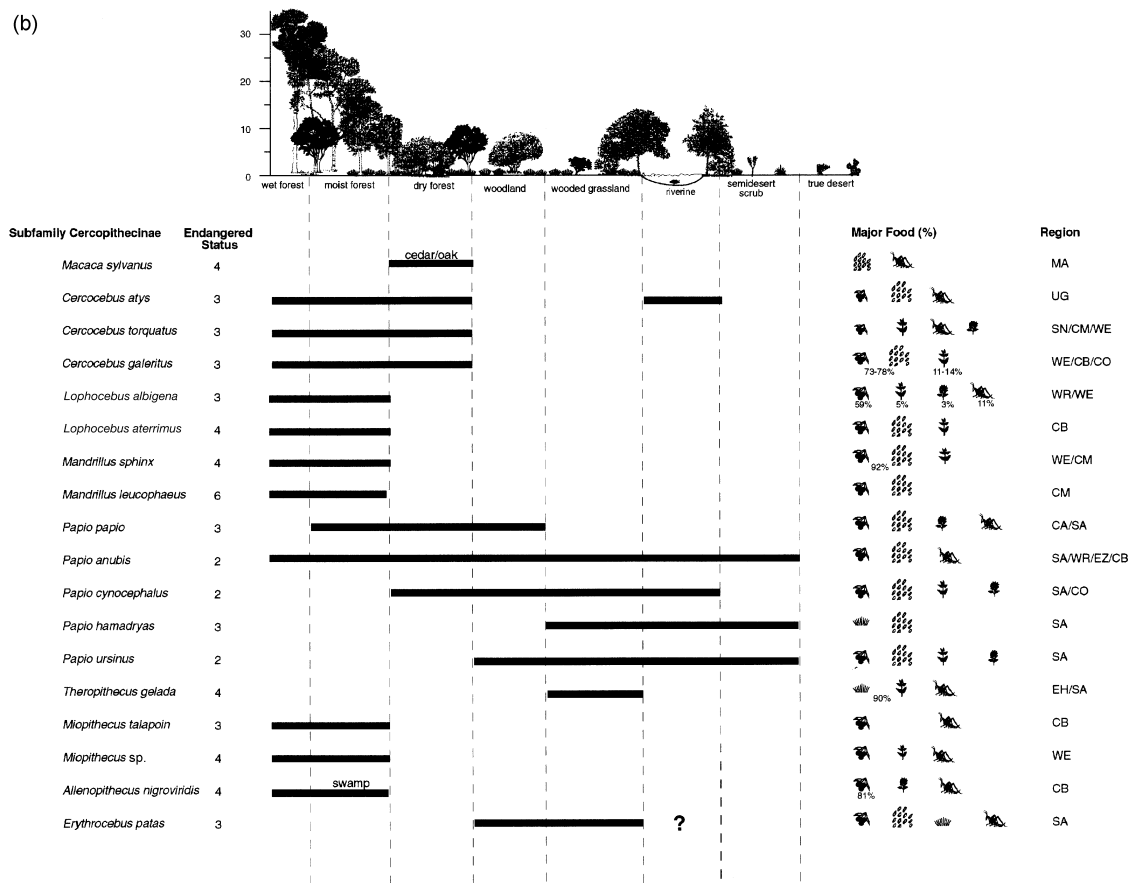 (b)
30
20
10
0
wet forest moist forest dry forest woodland wooded grassland riverine semidesert scrub true desert
Subfamily Cercopithecinae Endangered Status Major Food (%) Region
Macaca sylvanus 4 cedar/oak MA
Cercocebus atys 3 UG
Cercocebus torquatus 3 SN/CM/WE
Cercocebus galeritus 3 WE/CB/CO
73-78% 11-14%
Lophocebus albigena 3 WR/WE
59% 5% 3% 11%
Lophocebus aterrimus 4 CB
Mandrillus sphinx 4 WE/CM
92%
Mandrillus leucophaeus 6 CM
Papio papio 3 CA/SA
Papio anubis 2 SA/WR/EZ/CB
Papio cynocephalus 2 SA/CO
Papio hamadryas 3 SA
Papio ursinus 2 SA
Theropithecus gelada 4 EH/SA
90%
Miopithecus talapoin 3 CB
Miopithecus sp. 4 WE
Allenopithecus nigroviridis 4 swamp CB
81%
Erythrocebus patas 3 ? SA